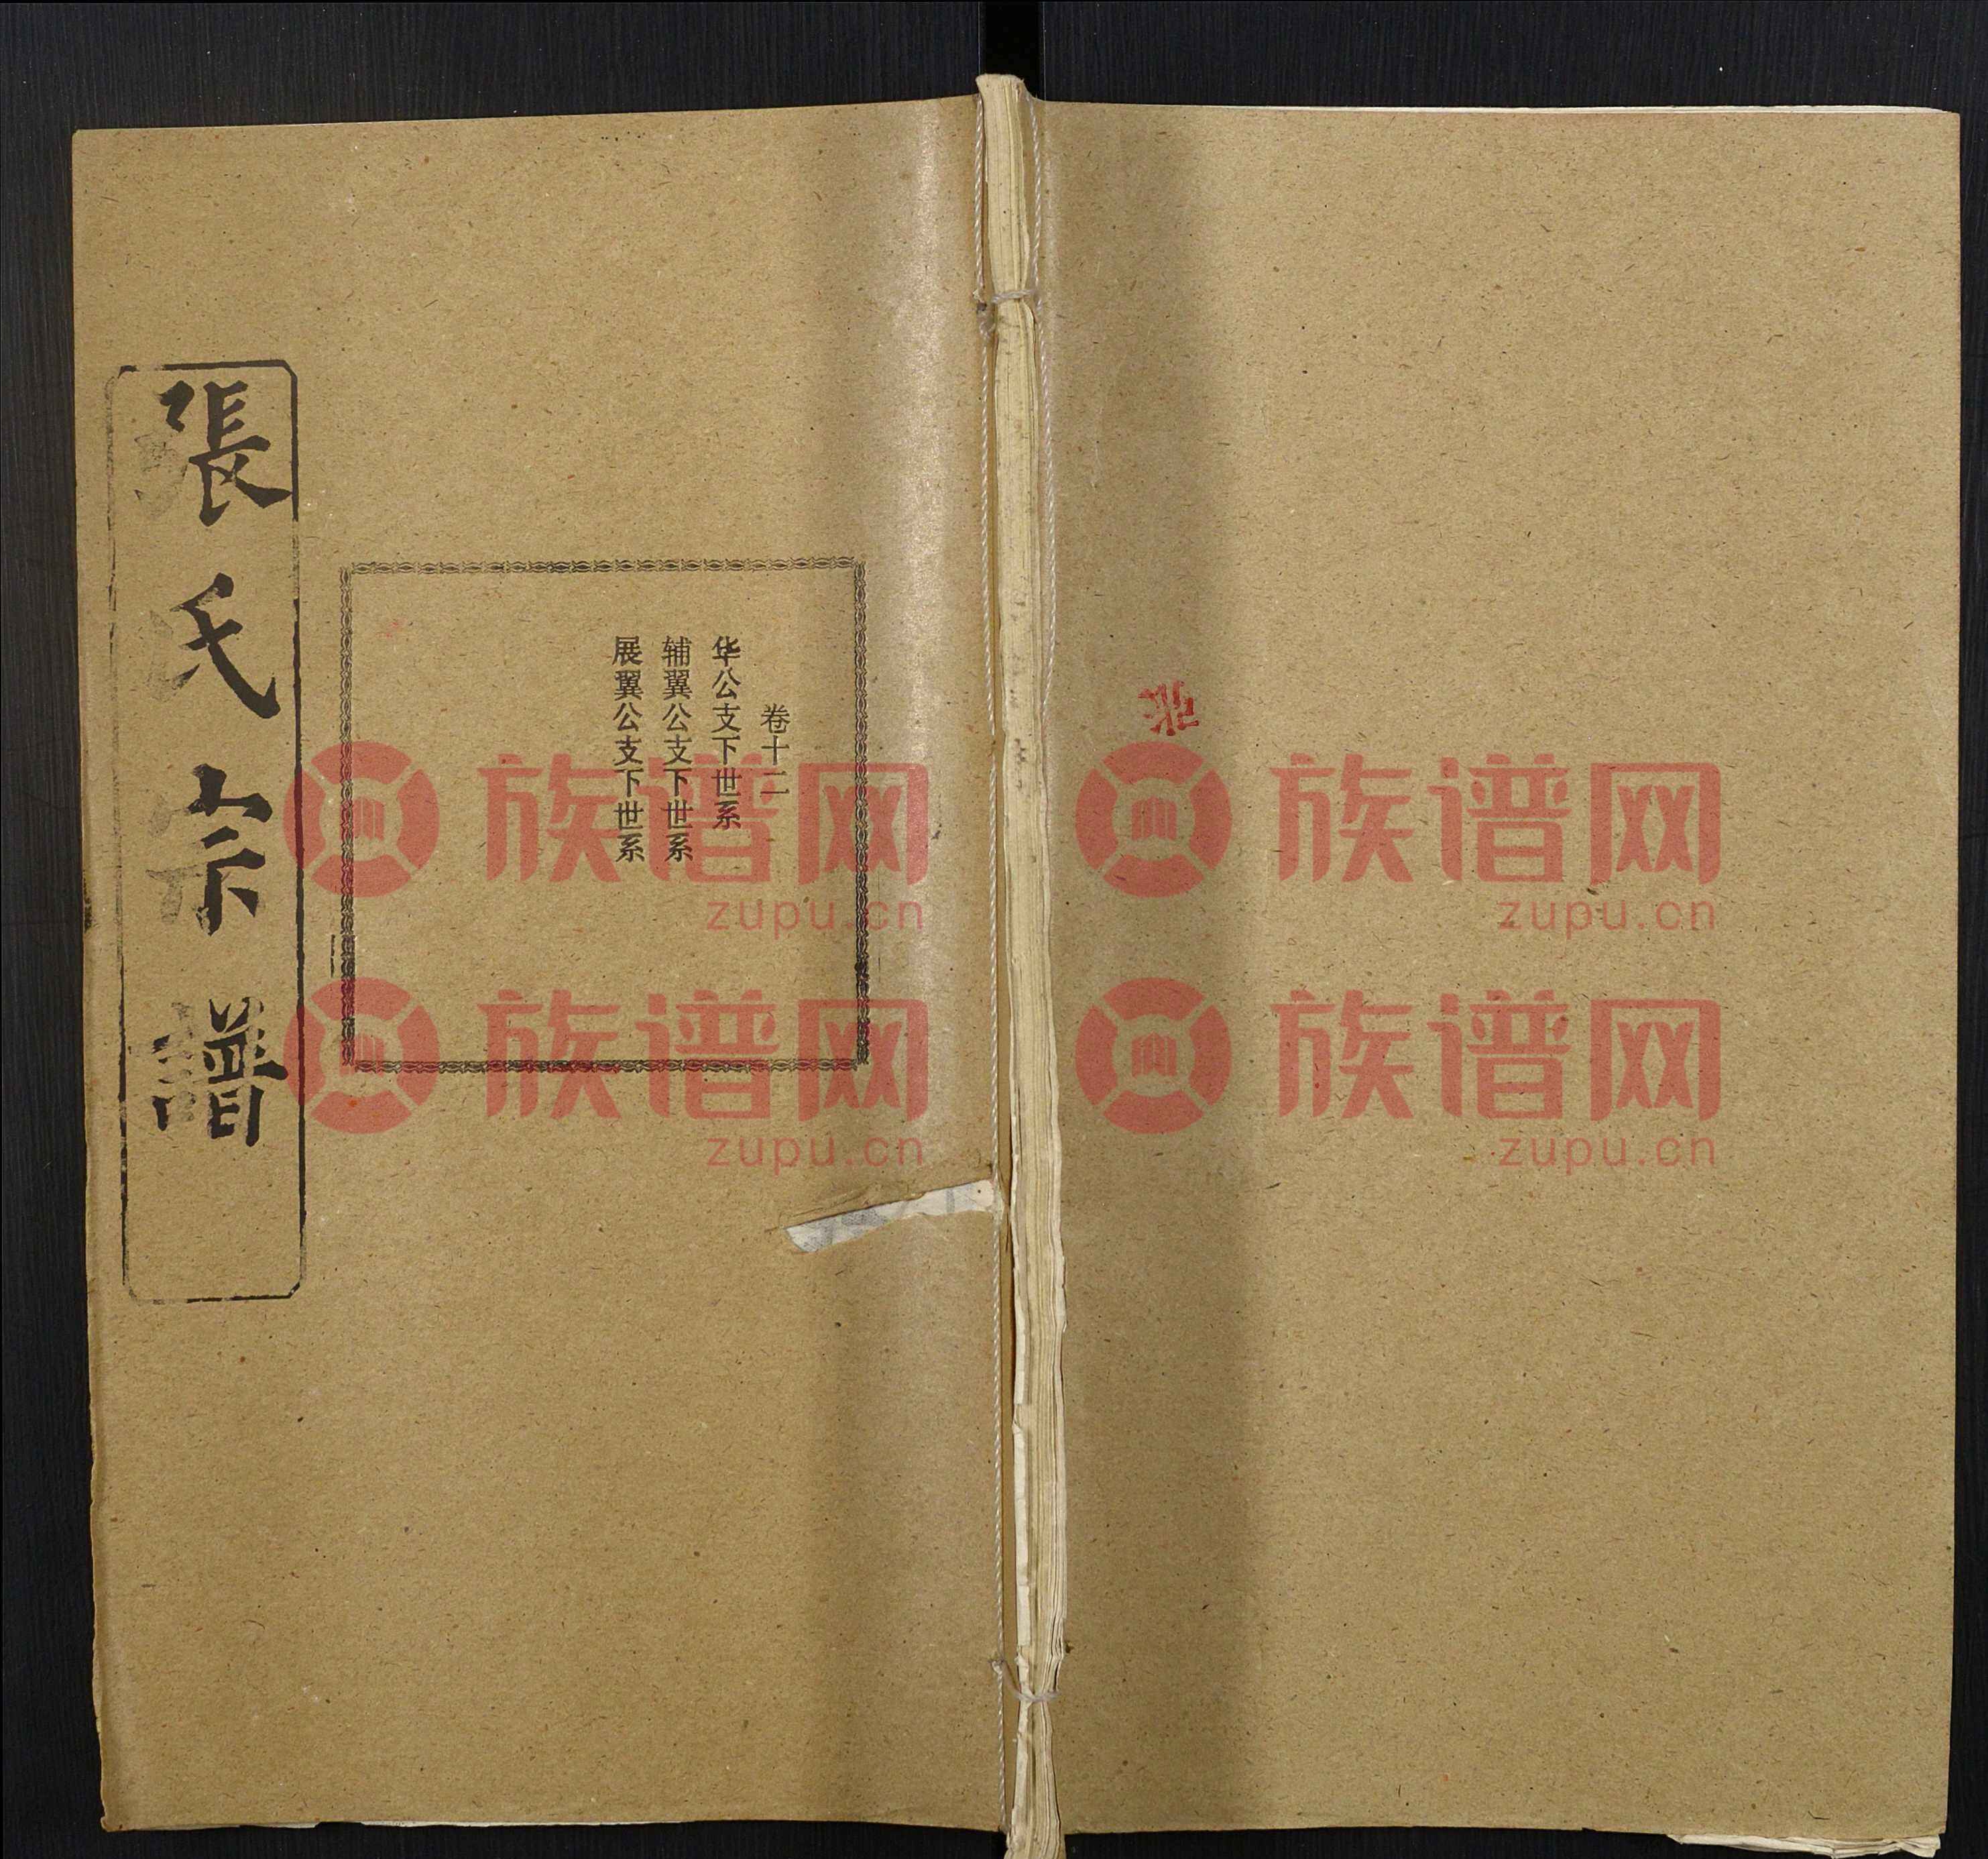 張氏宗譜
卷十二
华公支下世系
辅翼公支下世系
展翼公支下世系
张
族谱网
zupu.cn
族谱网
zupu.cn
族谱网
zupu.cn
族谱网
zupu.cn